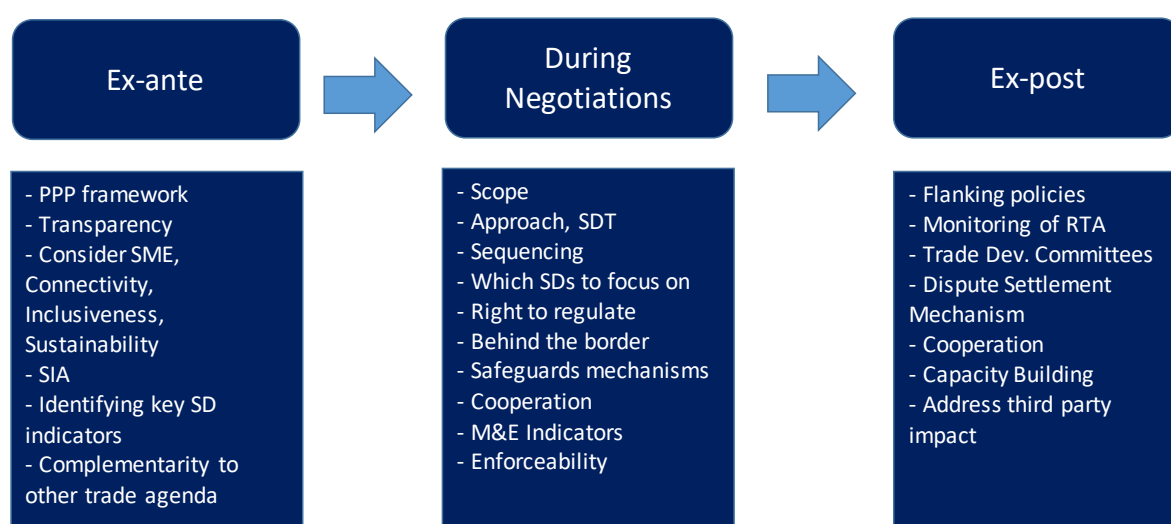 Ex-ante
During
Negotiations
Ex-post
- PPP framework
- Transparency
- Consider SME,
Connectivity,
Inclusiveness,
Sustainability
- SIA
- Identifying key SD
indicators
- Complementarity to
other trade agenda
- Scope
- Approach, SDT
- Sequencing
- Which SDs to focus on
- Right to regulate
- Behind the border
- Safeguards mechanisms
- Cooperation
- M&E Indicators
- Enforceability
- Flanking policies
- Monitoring of RTA
- Trade Dev. Committees
- Dispute Settlement
Mechanism
- Cooperation
- Capacity Building
- Address third party
impact